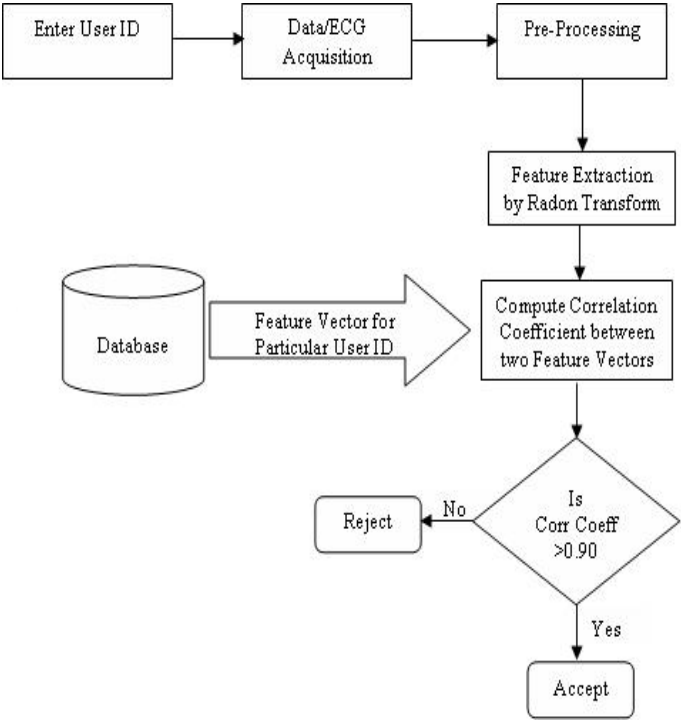 Enter User ID
Data/ECG
Acquisition
Pre-Processing
Feature Extraction
by Radon Transform
Database
Feature Vector for
Particular User ID
Compute Correlation
Coefficient between
two Feature Vectors
Is
Corr Coeff
>0.90
No
Reject
Yes
Accept